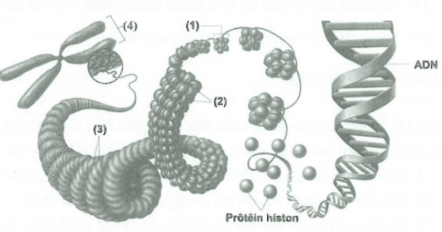 (4)
(1)
ADN
(2)
(3)
Prôtêin histon